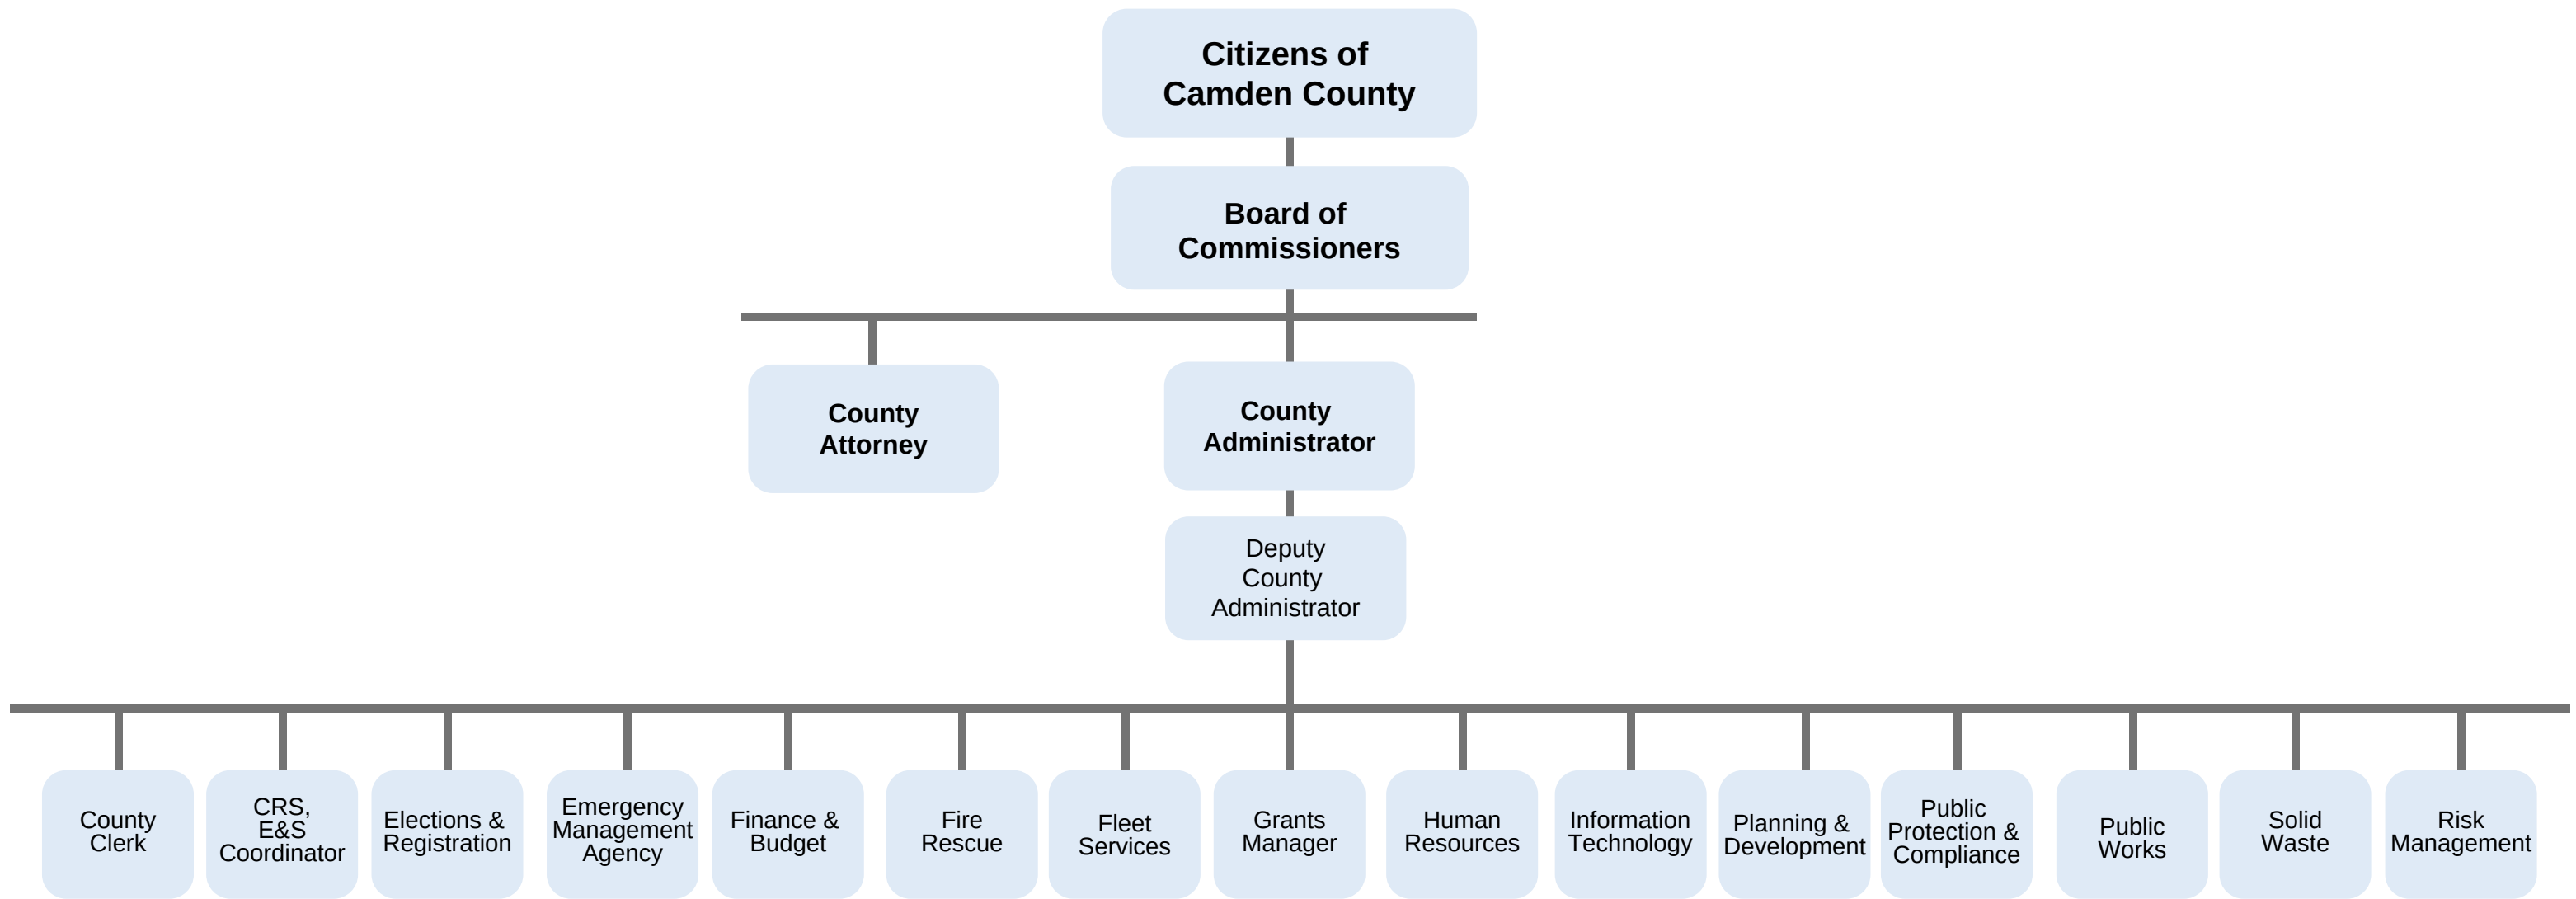 Citizens of
Camden County
Board of
Commissioners
County
Attorney
County
Administrator
Deputy
County
Administrator
County
Clerk
CRS,
E&S
Coordinator
Elections &
Registration
Emergency
Management
Agency
Finance &
Budget
Fire
Rescue
Fleet
Services
Grants
Manager
Human
Resources
Information
Technology
Planning &
Development
Public
Protection &
Compliance
Public
Works
Solid
Waste
Risk
Management